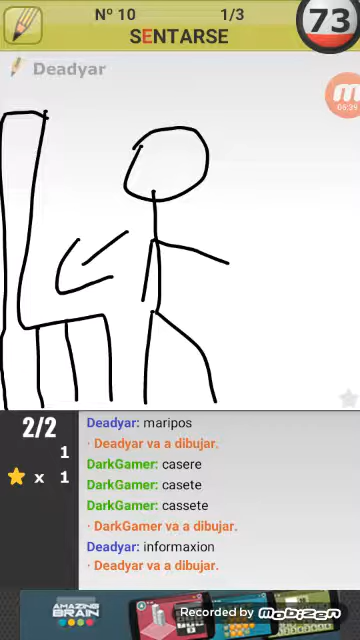 Nº 10 1/3
73
SENTARSE
Deadyar
06:39
2/2
1
x 1
Deadyar: maripos
· Deadyar va a dibujar.
DarkGamer: casere
DarkGamer: casete
DarkGamer: cassete
· DarkGamer va a dibujar.
Deadyar: informaxion
· Deadyar va a dibujar.
AMAZING
BRAIN
Recorded by MOBIZEN